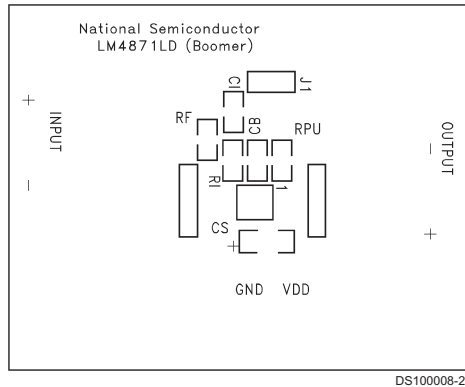 National Semiconductor
LM4871LD (Boomer)
CI
J1
+
INPUT
-
RF
CB
RPU
RI
1
OUTPUT
-
+
CS
+
GND VDD
DS100008-2